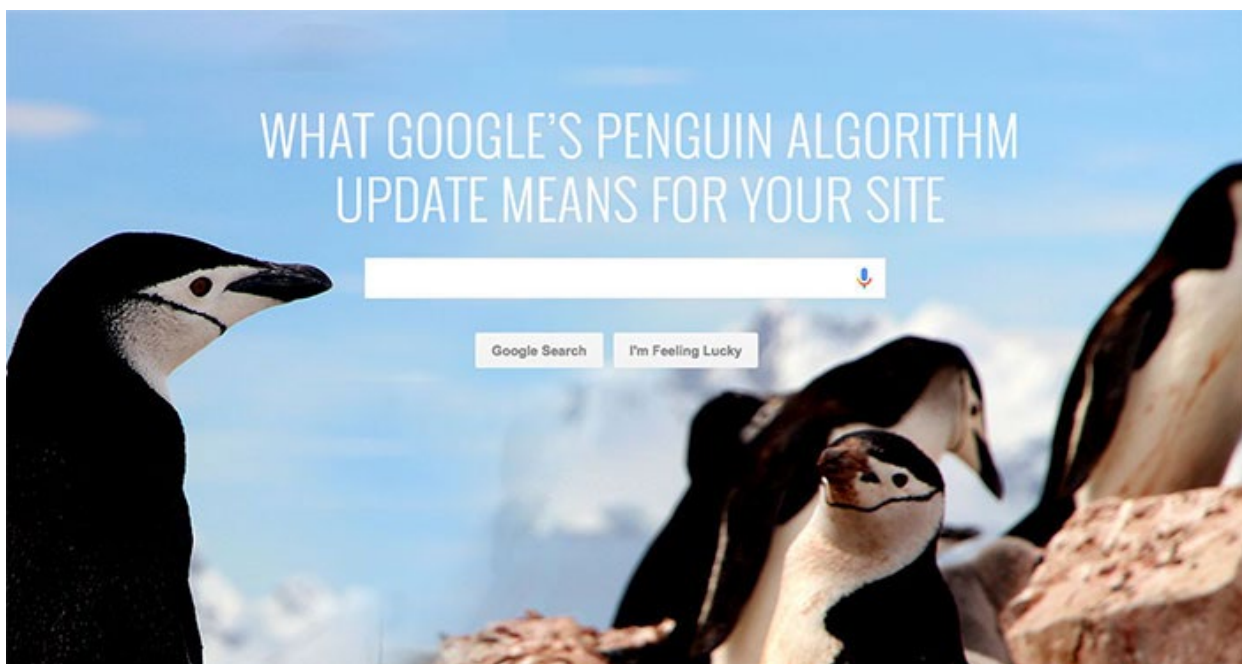 WHAT GOOGLE'S PENGUIN ALGORITHM
UPDATE MEANS FOR YOUR SITE
Google Search I'm Feeling Lucky